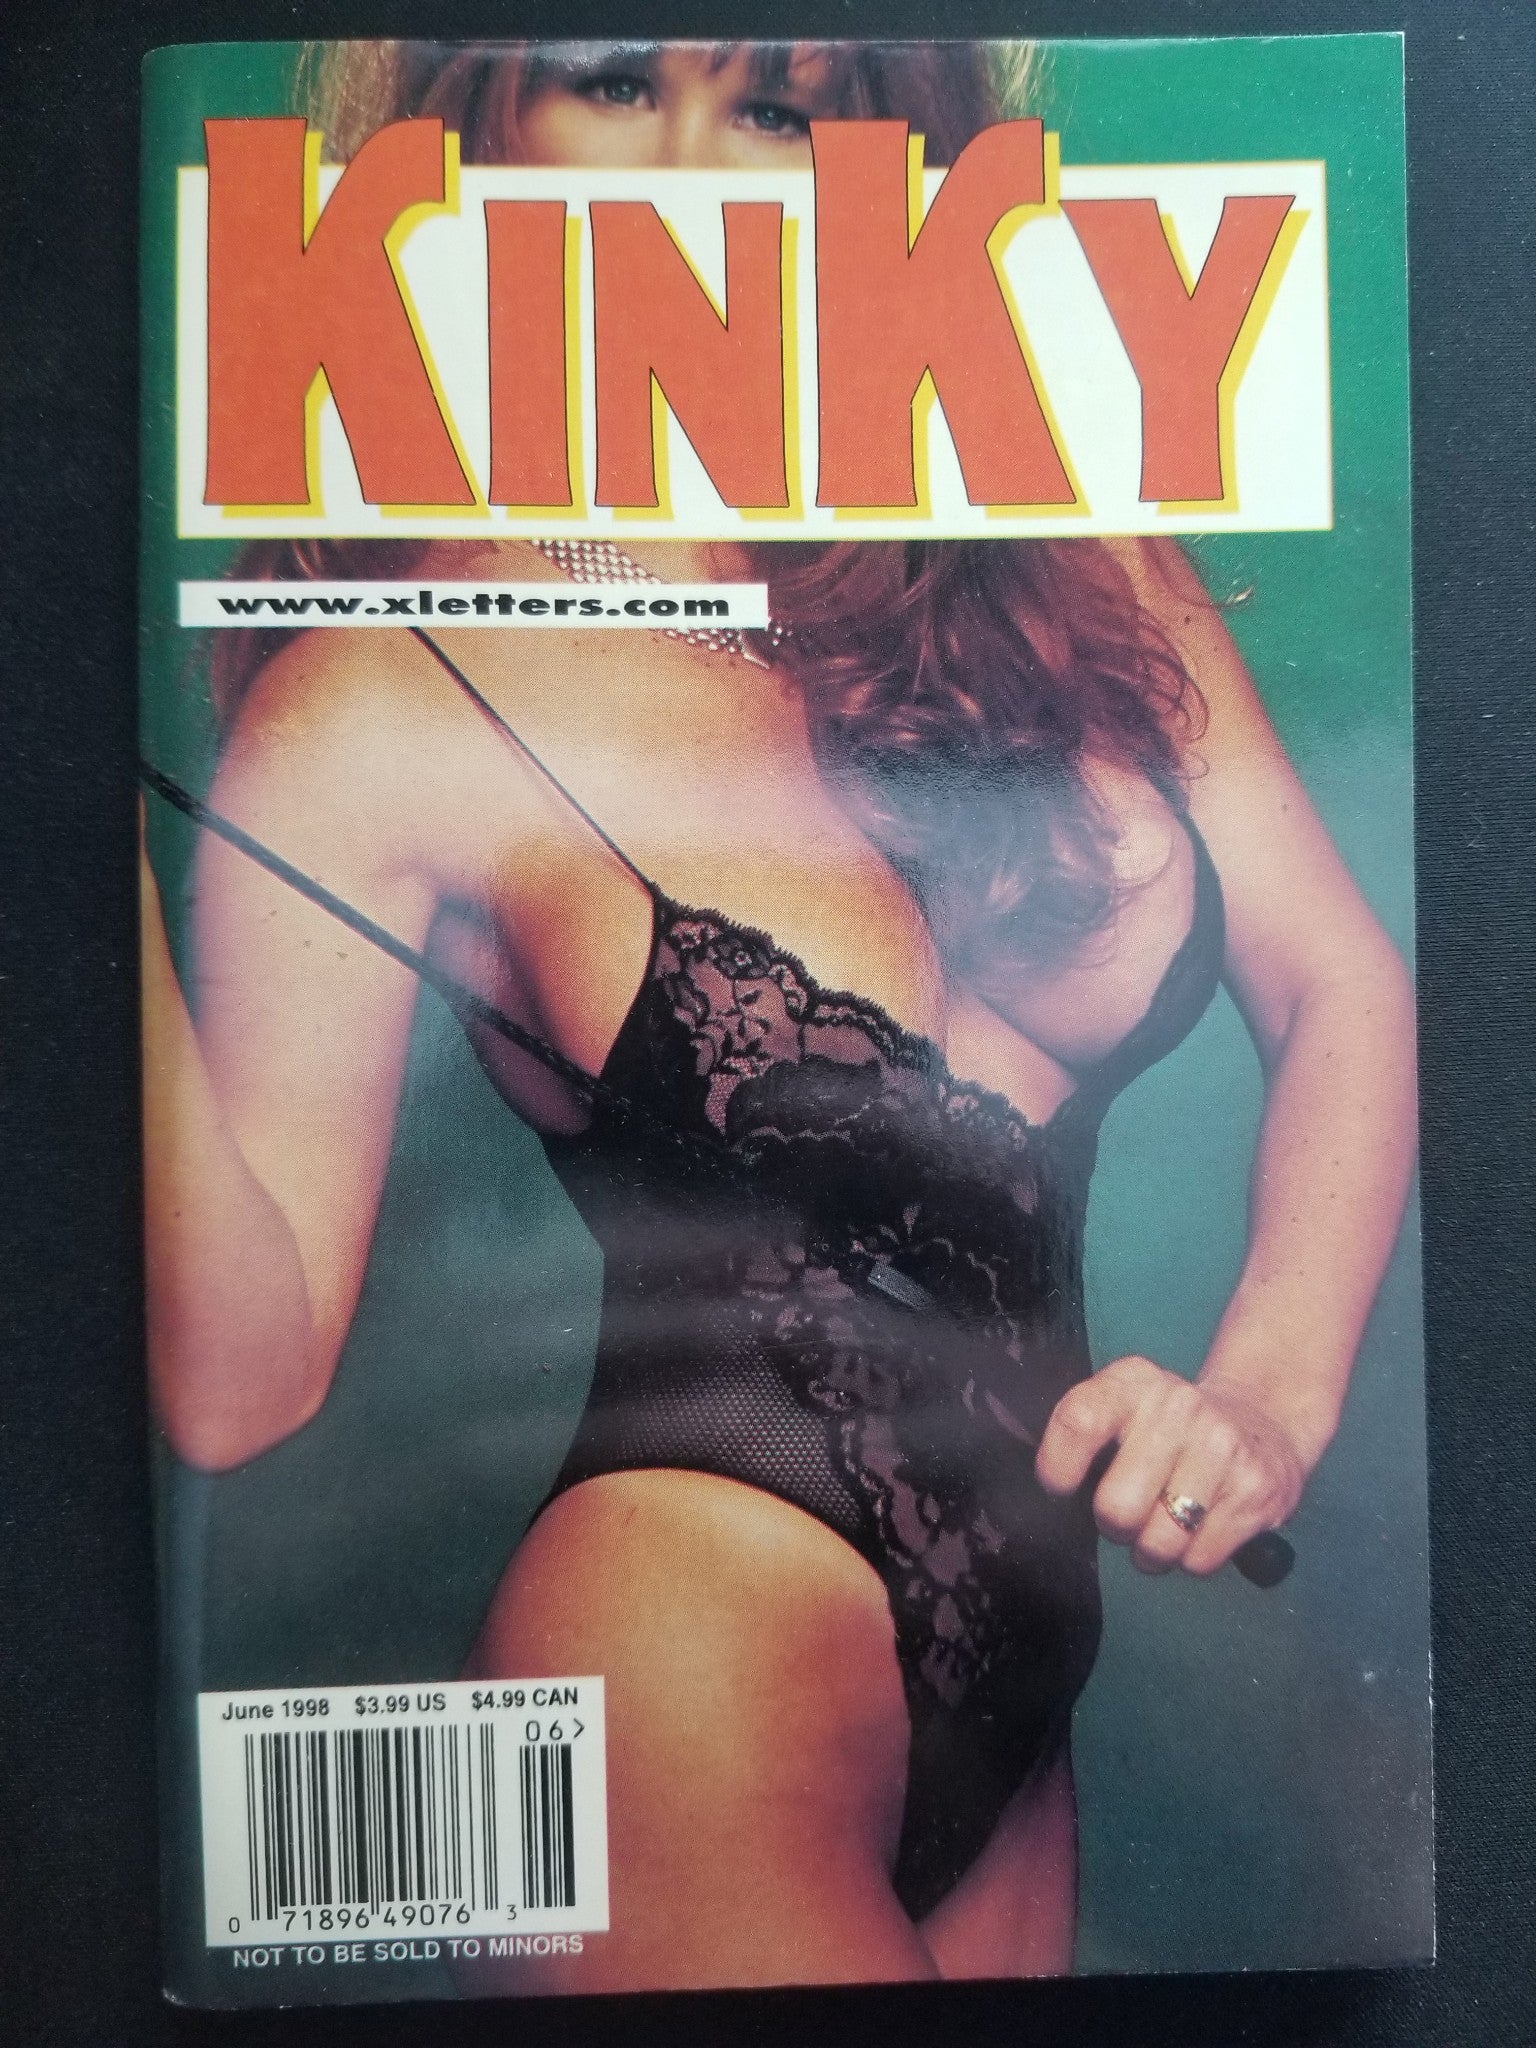 KINKY
www.xletters.com
June 1998 $3.99 US $4.99 CAN
06>
0 71896 49076 3
NOT TO BE SOLD TO MINORS